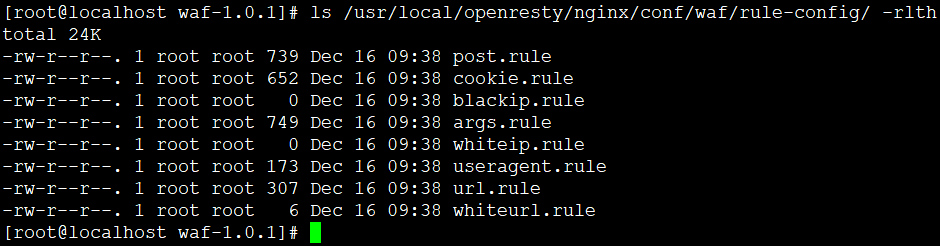 [root@localhost waf-1.0.1]# ls /usr/local/openresty/nginx/conf/waf/rule-config/ -rlth
total 24K
-rw-r--r--. 1 root root 739 Dec 16 09:38 post.rule
-rw-r--r--. 1 root root 652 Dec 16 09:38 cookie.rule
-rw-r--r--. 1 root root   0 Dec 16 09:38 blackip.rule
-rw-r--r--. 1 root root 749 Dec 16 09:38 args.rule
-rw-r--r--. 1 root root   0 Dec 16 09:38 whiteip.rule
-rw-r--r--. 1 root root 173 Dec 16 09:38 useragent.rule
-rw-r--r--. 1 root root 307 Dec 16 09:38 url.rule
-rw-r--r--. 1 root root   6 Dec 16 09:38 whiteurl.rule
[root@localhost waf-1.0.1]#